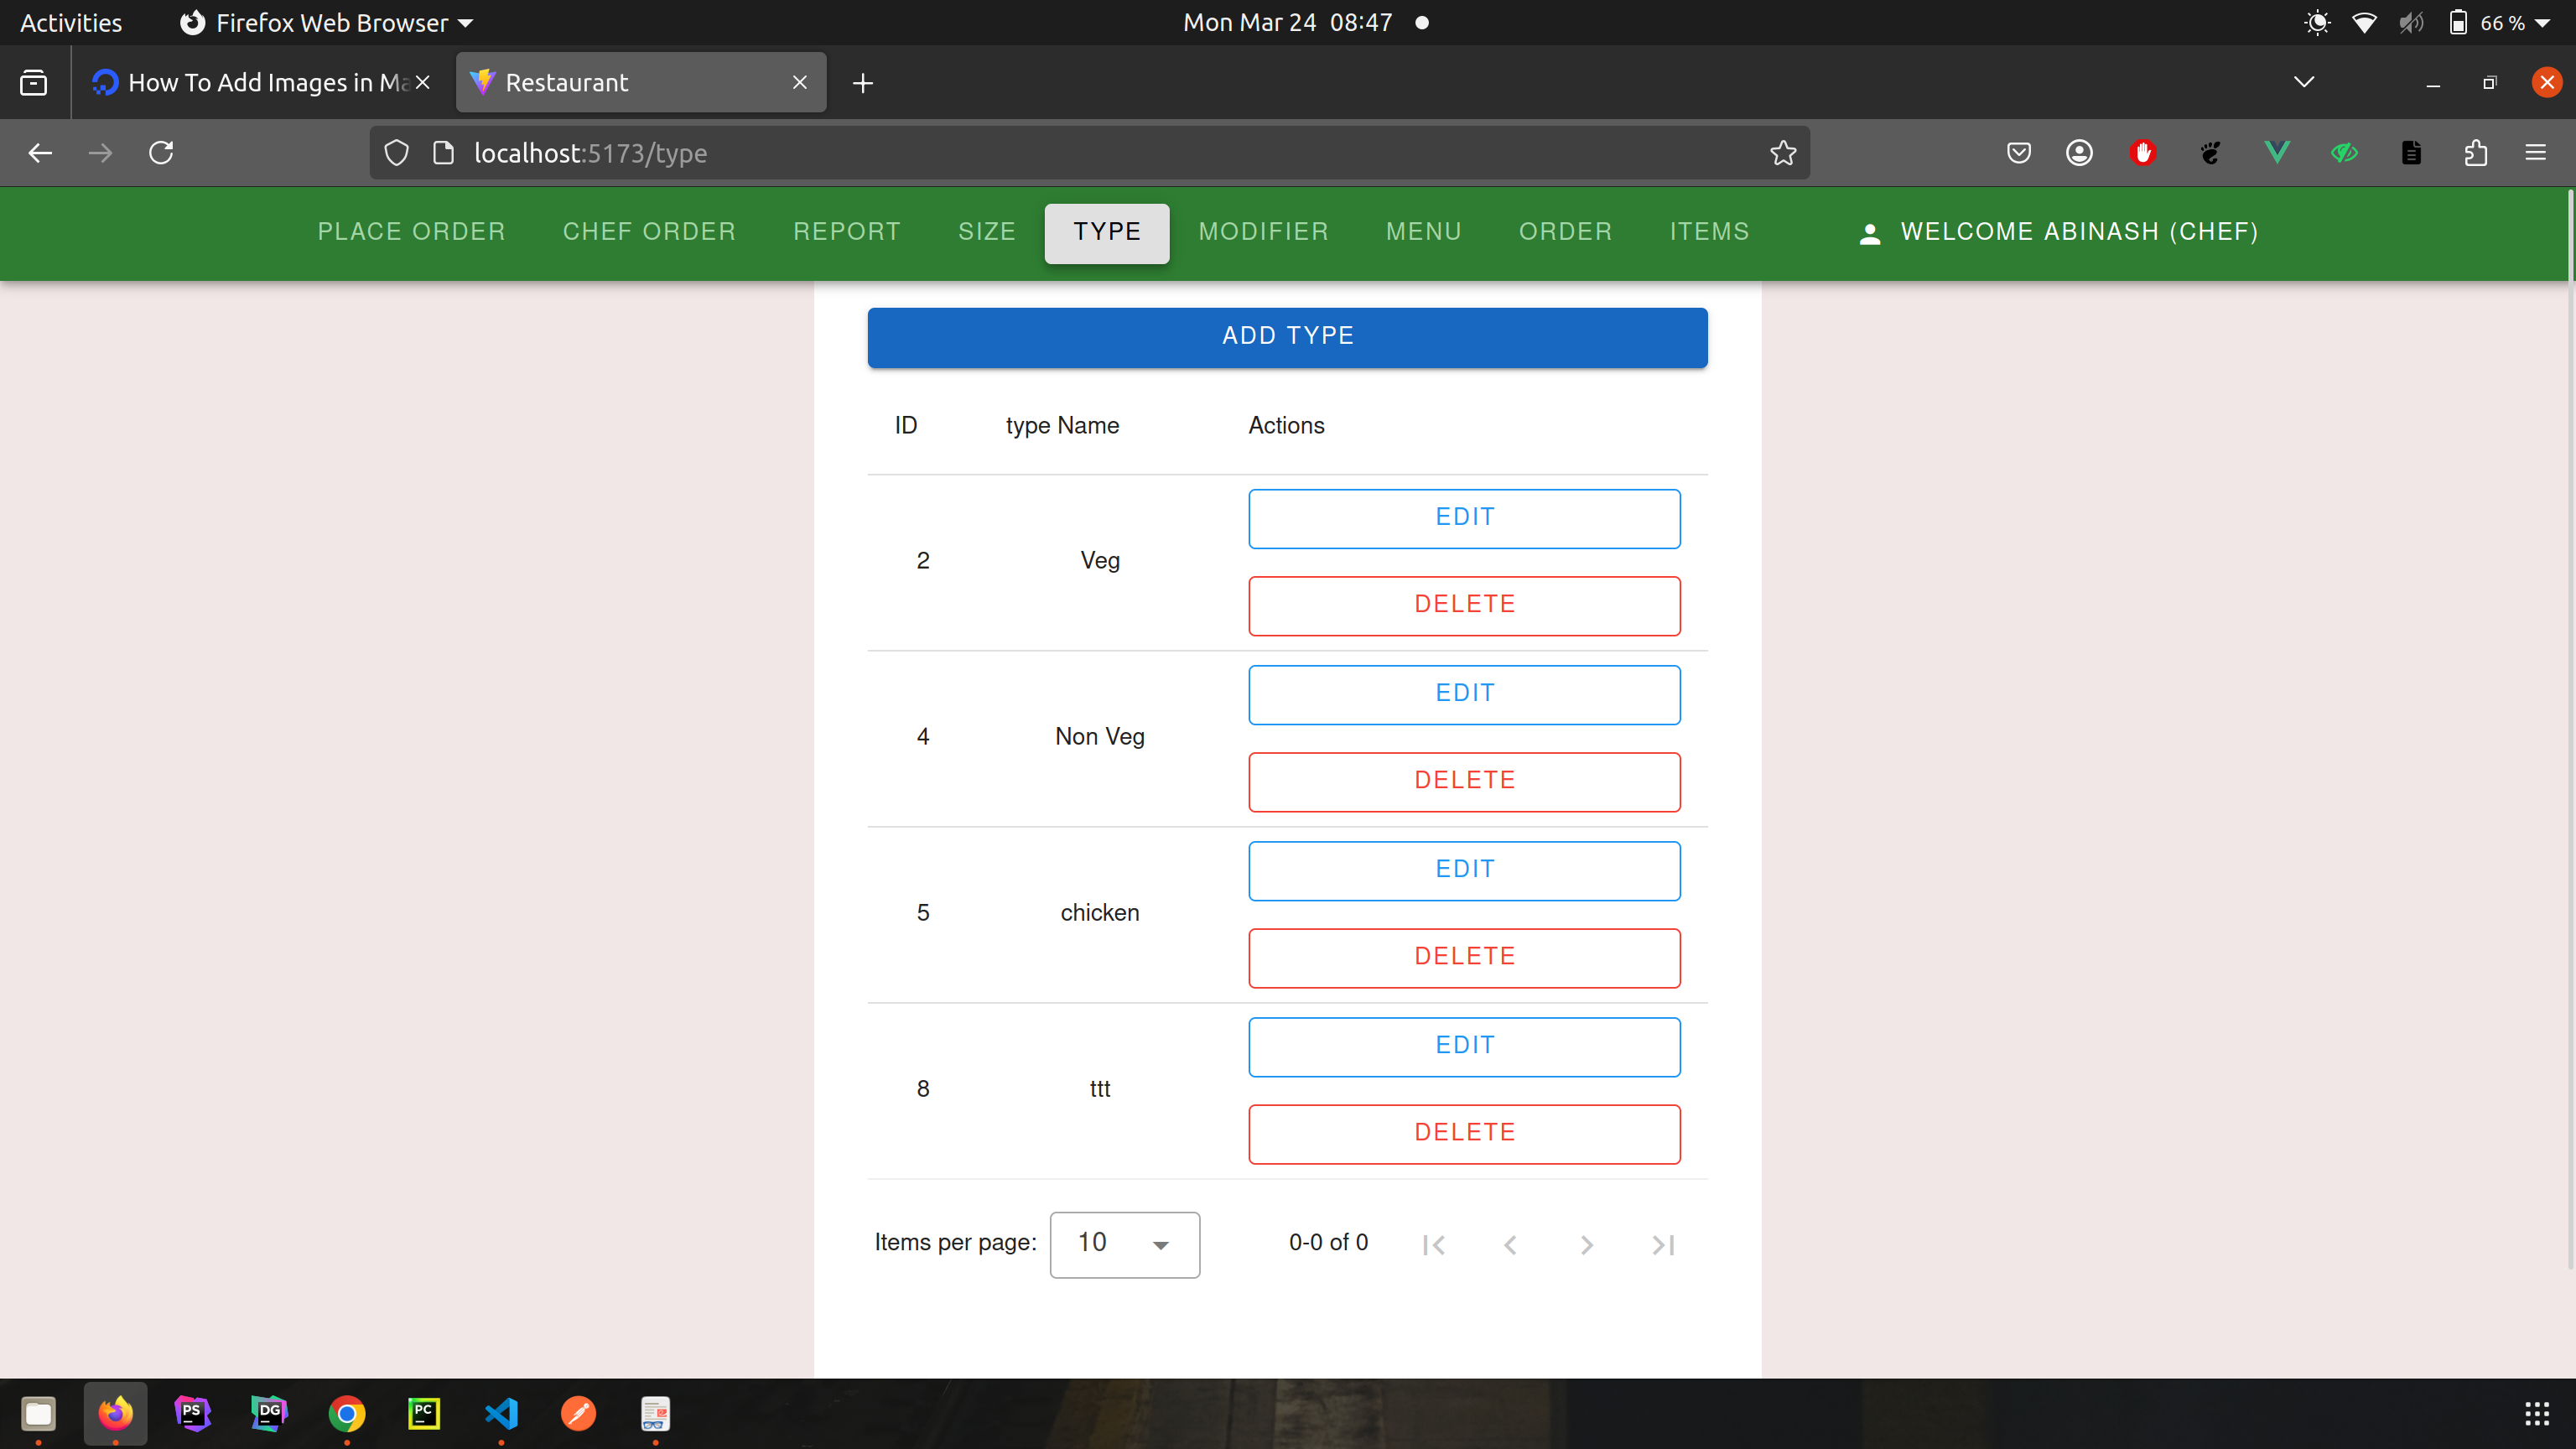 Activities Firefox Web Browser Mon Mar 24 08:47 66 %
How To Add Images in Ma Restaurant
localhost:5173/type
PLACE ORDER CHEF ORDER REPORT SIZE TYPE MODIFIER MENU ORDER ITEMS WELCOME ABINASH (CHEF)
ADD TYPE
ID type Name Actions
EDIT
2 Veg
DELETE
EDIT
4 Non Veg
DELETE
EDIT
5 chicken
DELETE
EDIT
8 ttt
DELETE
Items per page: 10 0-0 of 0
PS DG PC